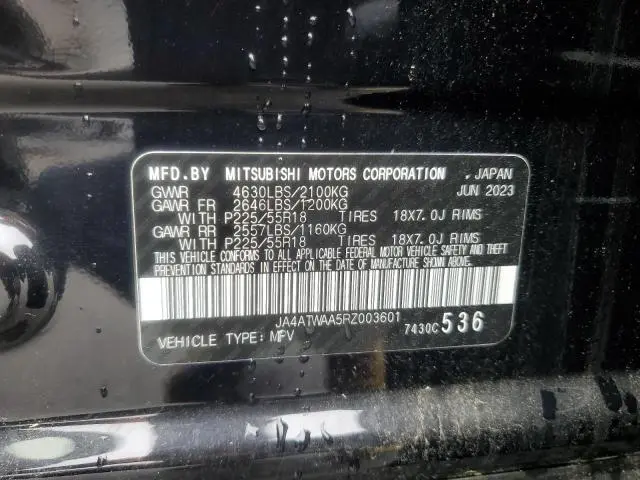 MFD.BY MITSUBISHI MOTORS CORPORATION . JAPAN
GVWR 4630LBS/2100KG JUN 2023
GAWR FR 2646LBS/1200KG
WITH P225/55R18 TIRES 18X7.0J RIMS
GAWR RR 2557LBS/1160KG
WITH P225/55R18 TIRES 18X7.0J RIMS
THIS VEHICLE CONFORMS TO ALL APPLICABLE FEDERAL MOTOR VEHICLE SAFETY AND THEFT
PREVENTION STANDARDS IN EFFECT ON THE DATE OF MANUFACTURE SHOWN ABOVE.
JA4ATWAA5RZ003601
VEHICLE TYPE: MPV 7430C 536